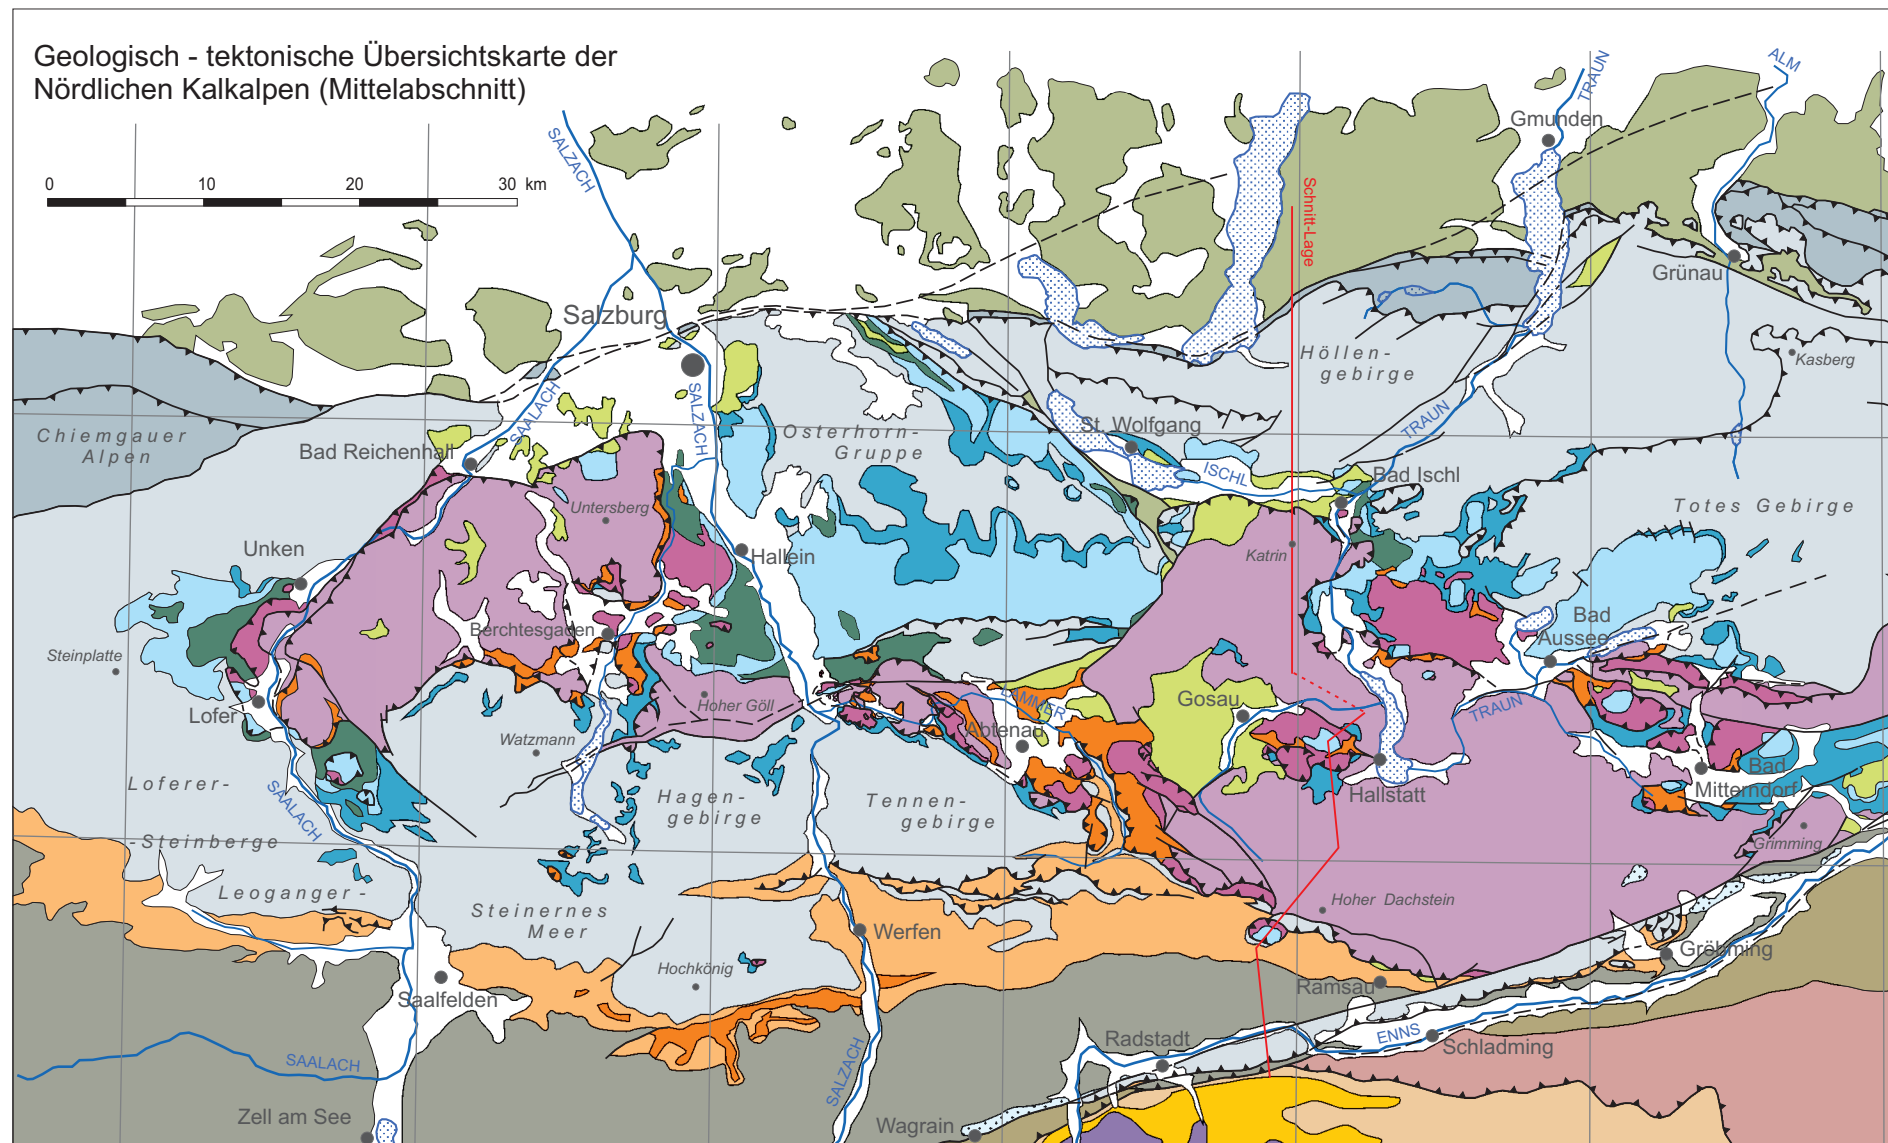 Geologisch - tektonische Übersichtskarte der
Nördlichen Kalkalpen (Mittelabschnitt)
0 10 20 30 km
SALZACH
TRAUN
ALM
Gmunden
Schnitt-Lage
Grünau
Salzburg
Höllen-
gebirge
Kasberg
SAALACH
SALZACH
TRAUN
Chiemgauer
Alpen
Bad Reichenhall
Osterhorn-
Gruppe
St. Wolfgang
ISCHL
Bad Ischl
Untersberg
Totes Gebirge
Unken
Hallein
Katrin
Steinplatte
Berchtesgaden
Bad
Aussee
Lofer
Hoher Göll
LAMMER
Gosau
TRAUN
Watzmann
Abtenau
Loferer-
SAALACH
Hagen-
gebirge
Tennen-
gebirge
Hallstatt
Bad
Mitterndorf
-Steinberge
Grimming
Leoganger-
Steinernes
Meer
Hoher Dachstein
Werfen
Gröbming
Hochkönig
Saalfelden
Ramsau
SAALACH
SALZACH
Radstadt
ENNS
Schladming
Zell am See
Wagrain